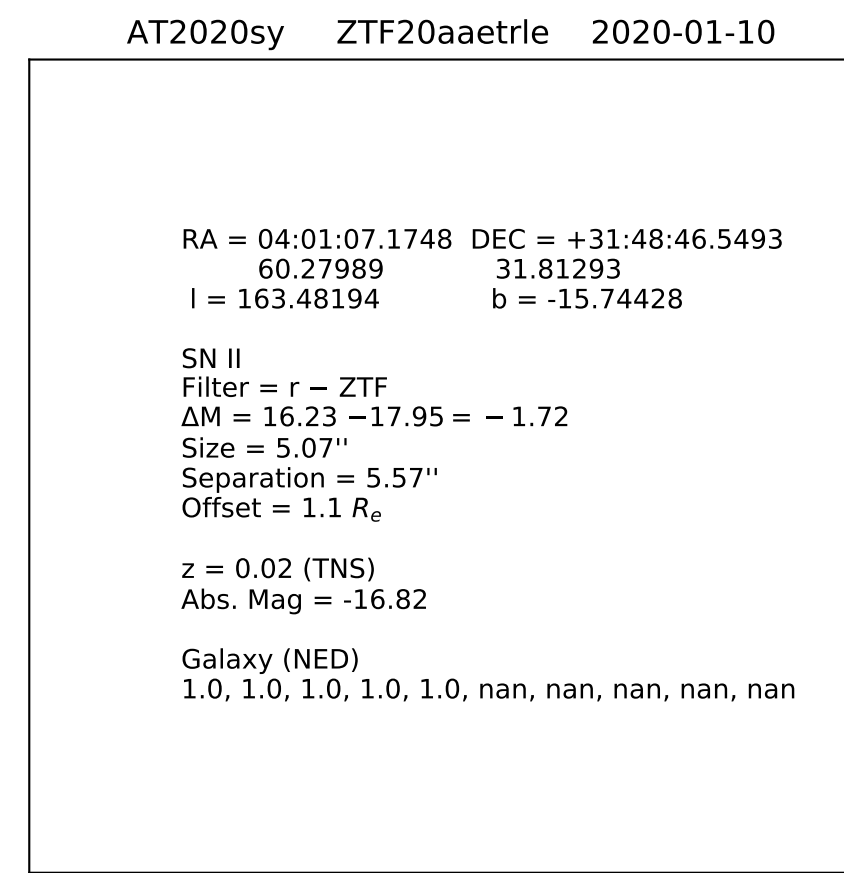 AT2020sy ZTF20aaetrle 2020-01-10
RA = 04:01:07.1748 DEC = +31:48:46.5493
60.27989 31.81293
l = 163.48194 b = -15.74428
SN II
Filter = r − ZTF
ΔM = 16.23 −17.95 = − 1.72
Size = 5.07''
Separation = 5.57''
Offset = 1.1 Rₑ
z = 0.02 (TNS)
Abs. Mag = -16.82
Galaxy (NED)
1.0, 1.0, 1.0, 1.0, 1.0, nan, nan, nan, nan, nan